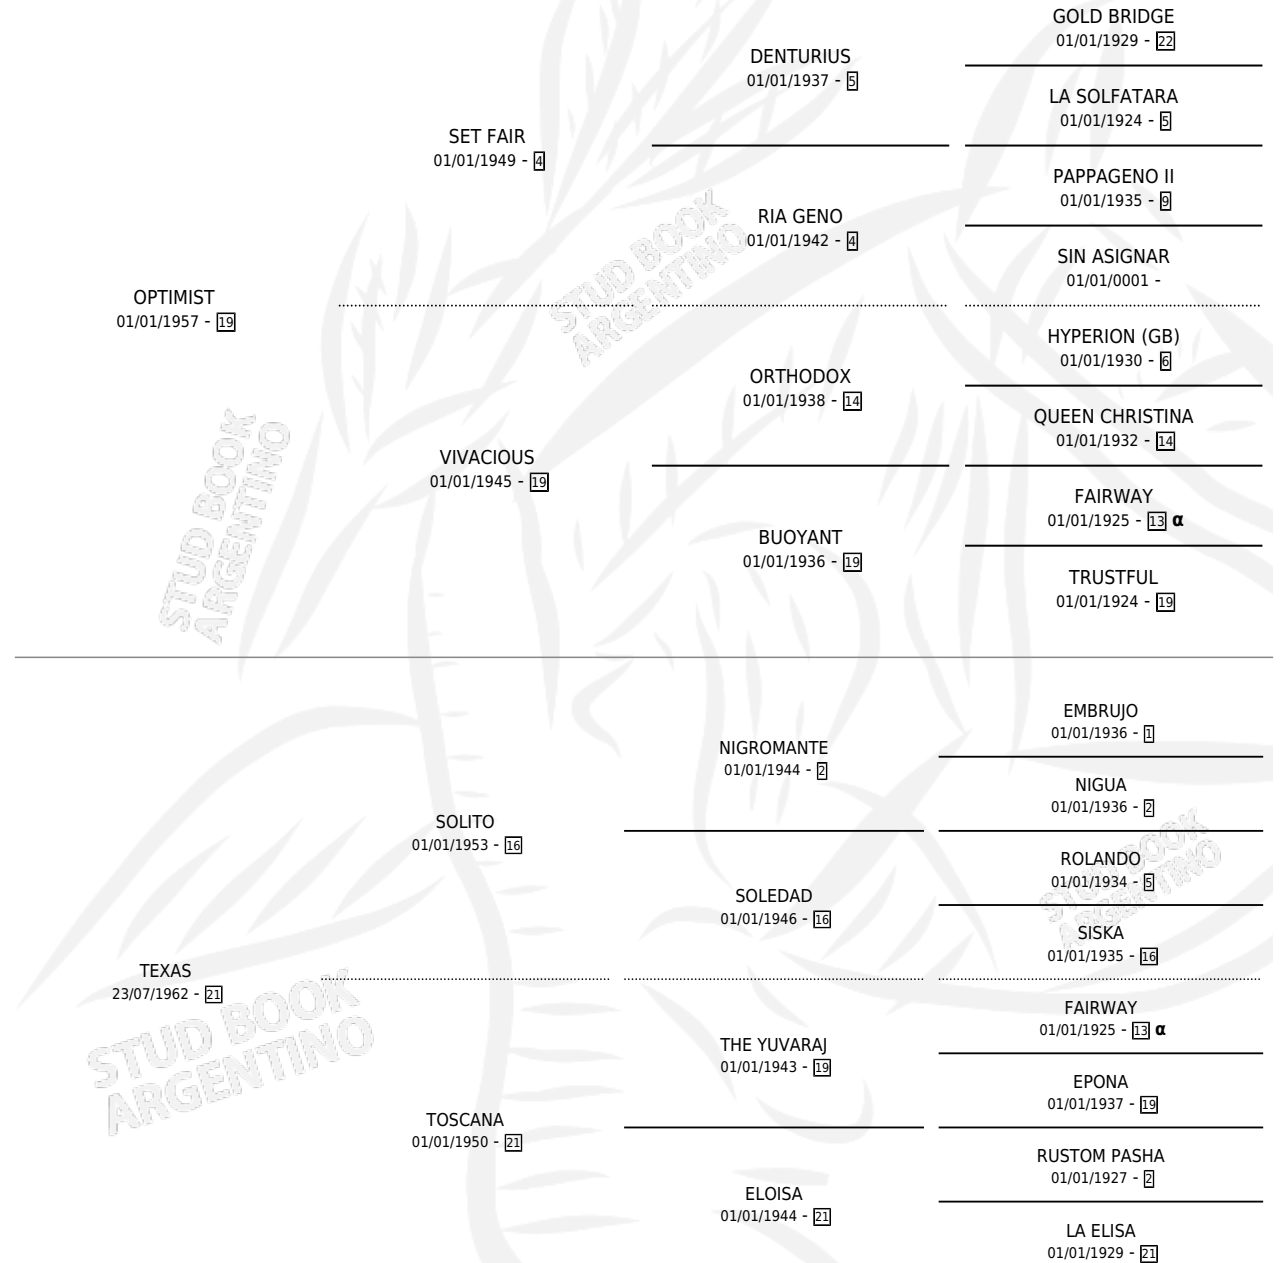 GOLD BRIDGE
01/01/1929 - 22
DENTURIUS
01/01/1937 - 5
LA SOLFATARA
01/01/1924 - 5
SET FAIR
01/01/1949 - 4
PAPPAGENO II
01/01/1935 - 9
RIA GENO
01/01/1942 - 4
SIN ASIGNAR
01/01/0001 -
OPTIMIST
01/01/1957 - 19
HYPERION (GB)
01/01/1930 - 6
ORTHODOX
01/01/1938 - 14
QUEEN CHRISTINA
01/01/1932 - 14
VIVACIOUS
01/01/1945 - 19
FAIRWAY
01/01/1925 - 13 α
BUOYANT
01/01/1936 - 19
TRUSTFUL
01/01/1924 - 19
EMBRUJO
01/01/1936 - 1
NIGROMANTE
01/01/1944 - 2
NIGUA
01/01/1936 - 2
SOLITO
01/01/1953 - 16
ROLANDO
01/01/1934 - 5
SOLEDAD
01/01/1946 - 16
SISKA
01/01/1935 - 16
TEXAS
23/07/1962 - 21
FAIRWAY
01/01/1925 - 13 α
THE YUVARAJ
01/01/1943 - 19
EPONA
01/01/1937 - 19
TOSCANA
01/01/1950 - 21
RUSTOM PASHA
01/01/1927 - 2
ELOISA
01/01/1944 - 21
LA ELISA
01/01/1929 - 21
STUD BOOK
ARGENTINO
STUD BOOK
ARGENTINO
STUD BOOK
ARGENTINO
STUD BOOK
ARGENTINO